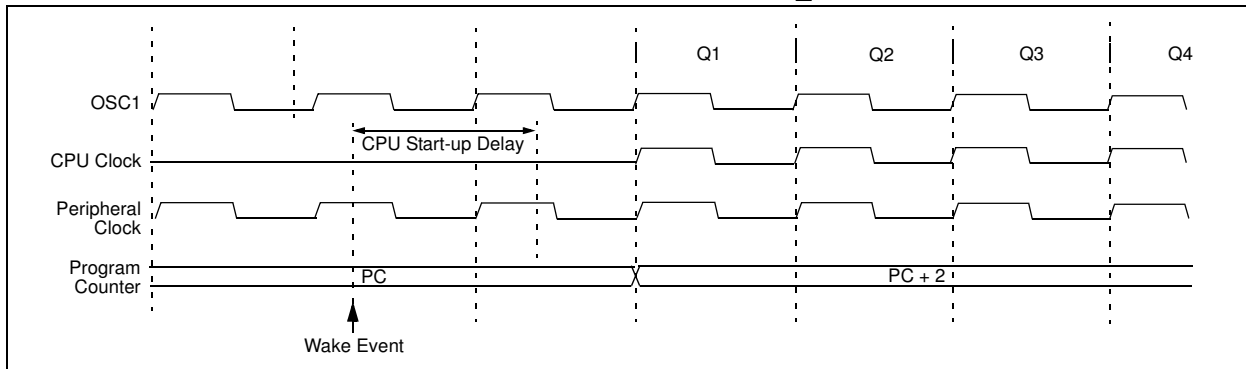 Q1 Q2 Q3 Q4
OSC1
CPU Start-up Delay
CPU Clock
Peripheral
Clock
Program
Counter
PC
PC + 2
Wake Event